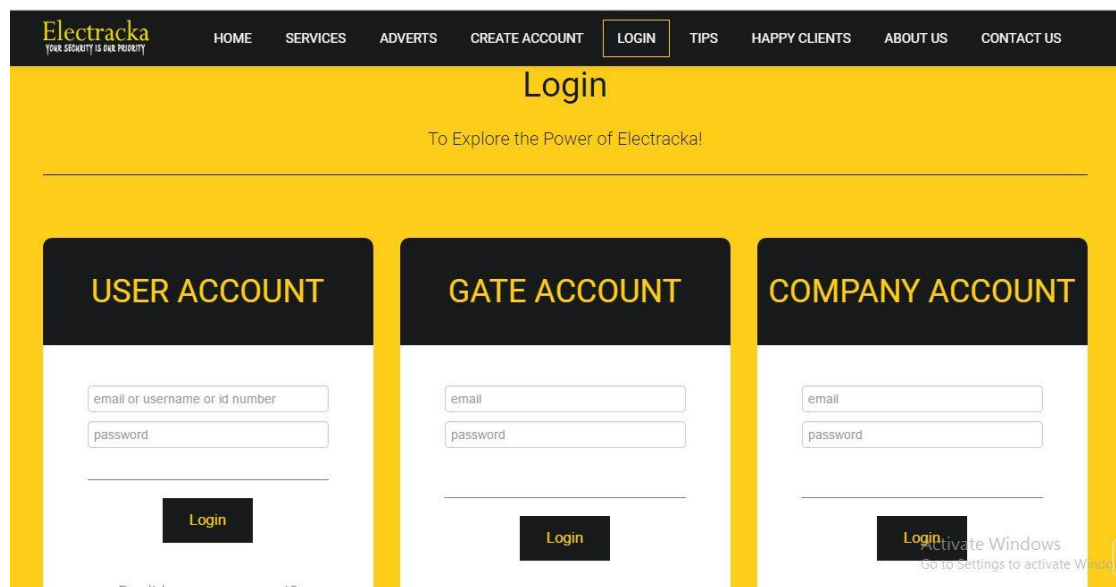 Electracka
YOUR SECURITY IS OUR PRIORITY
HOME SERVICES ADVERTS CREATE ACCOUNT LOGIN TIPS HAPPY CLIENTS ABOUT US CONTACT US
Login
To Explore the Power of Electracka!
USER ACCOUNT
email or username or id number
password
Login
GATE ACCOUNT
email
password
Login
COMPANY ACCOUNT
email
password
Login
Activate Windows
Go to Settings to activate